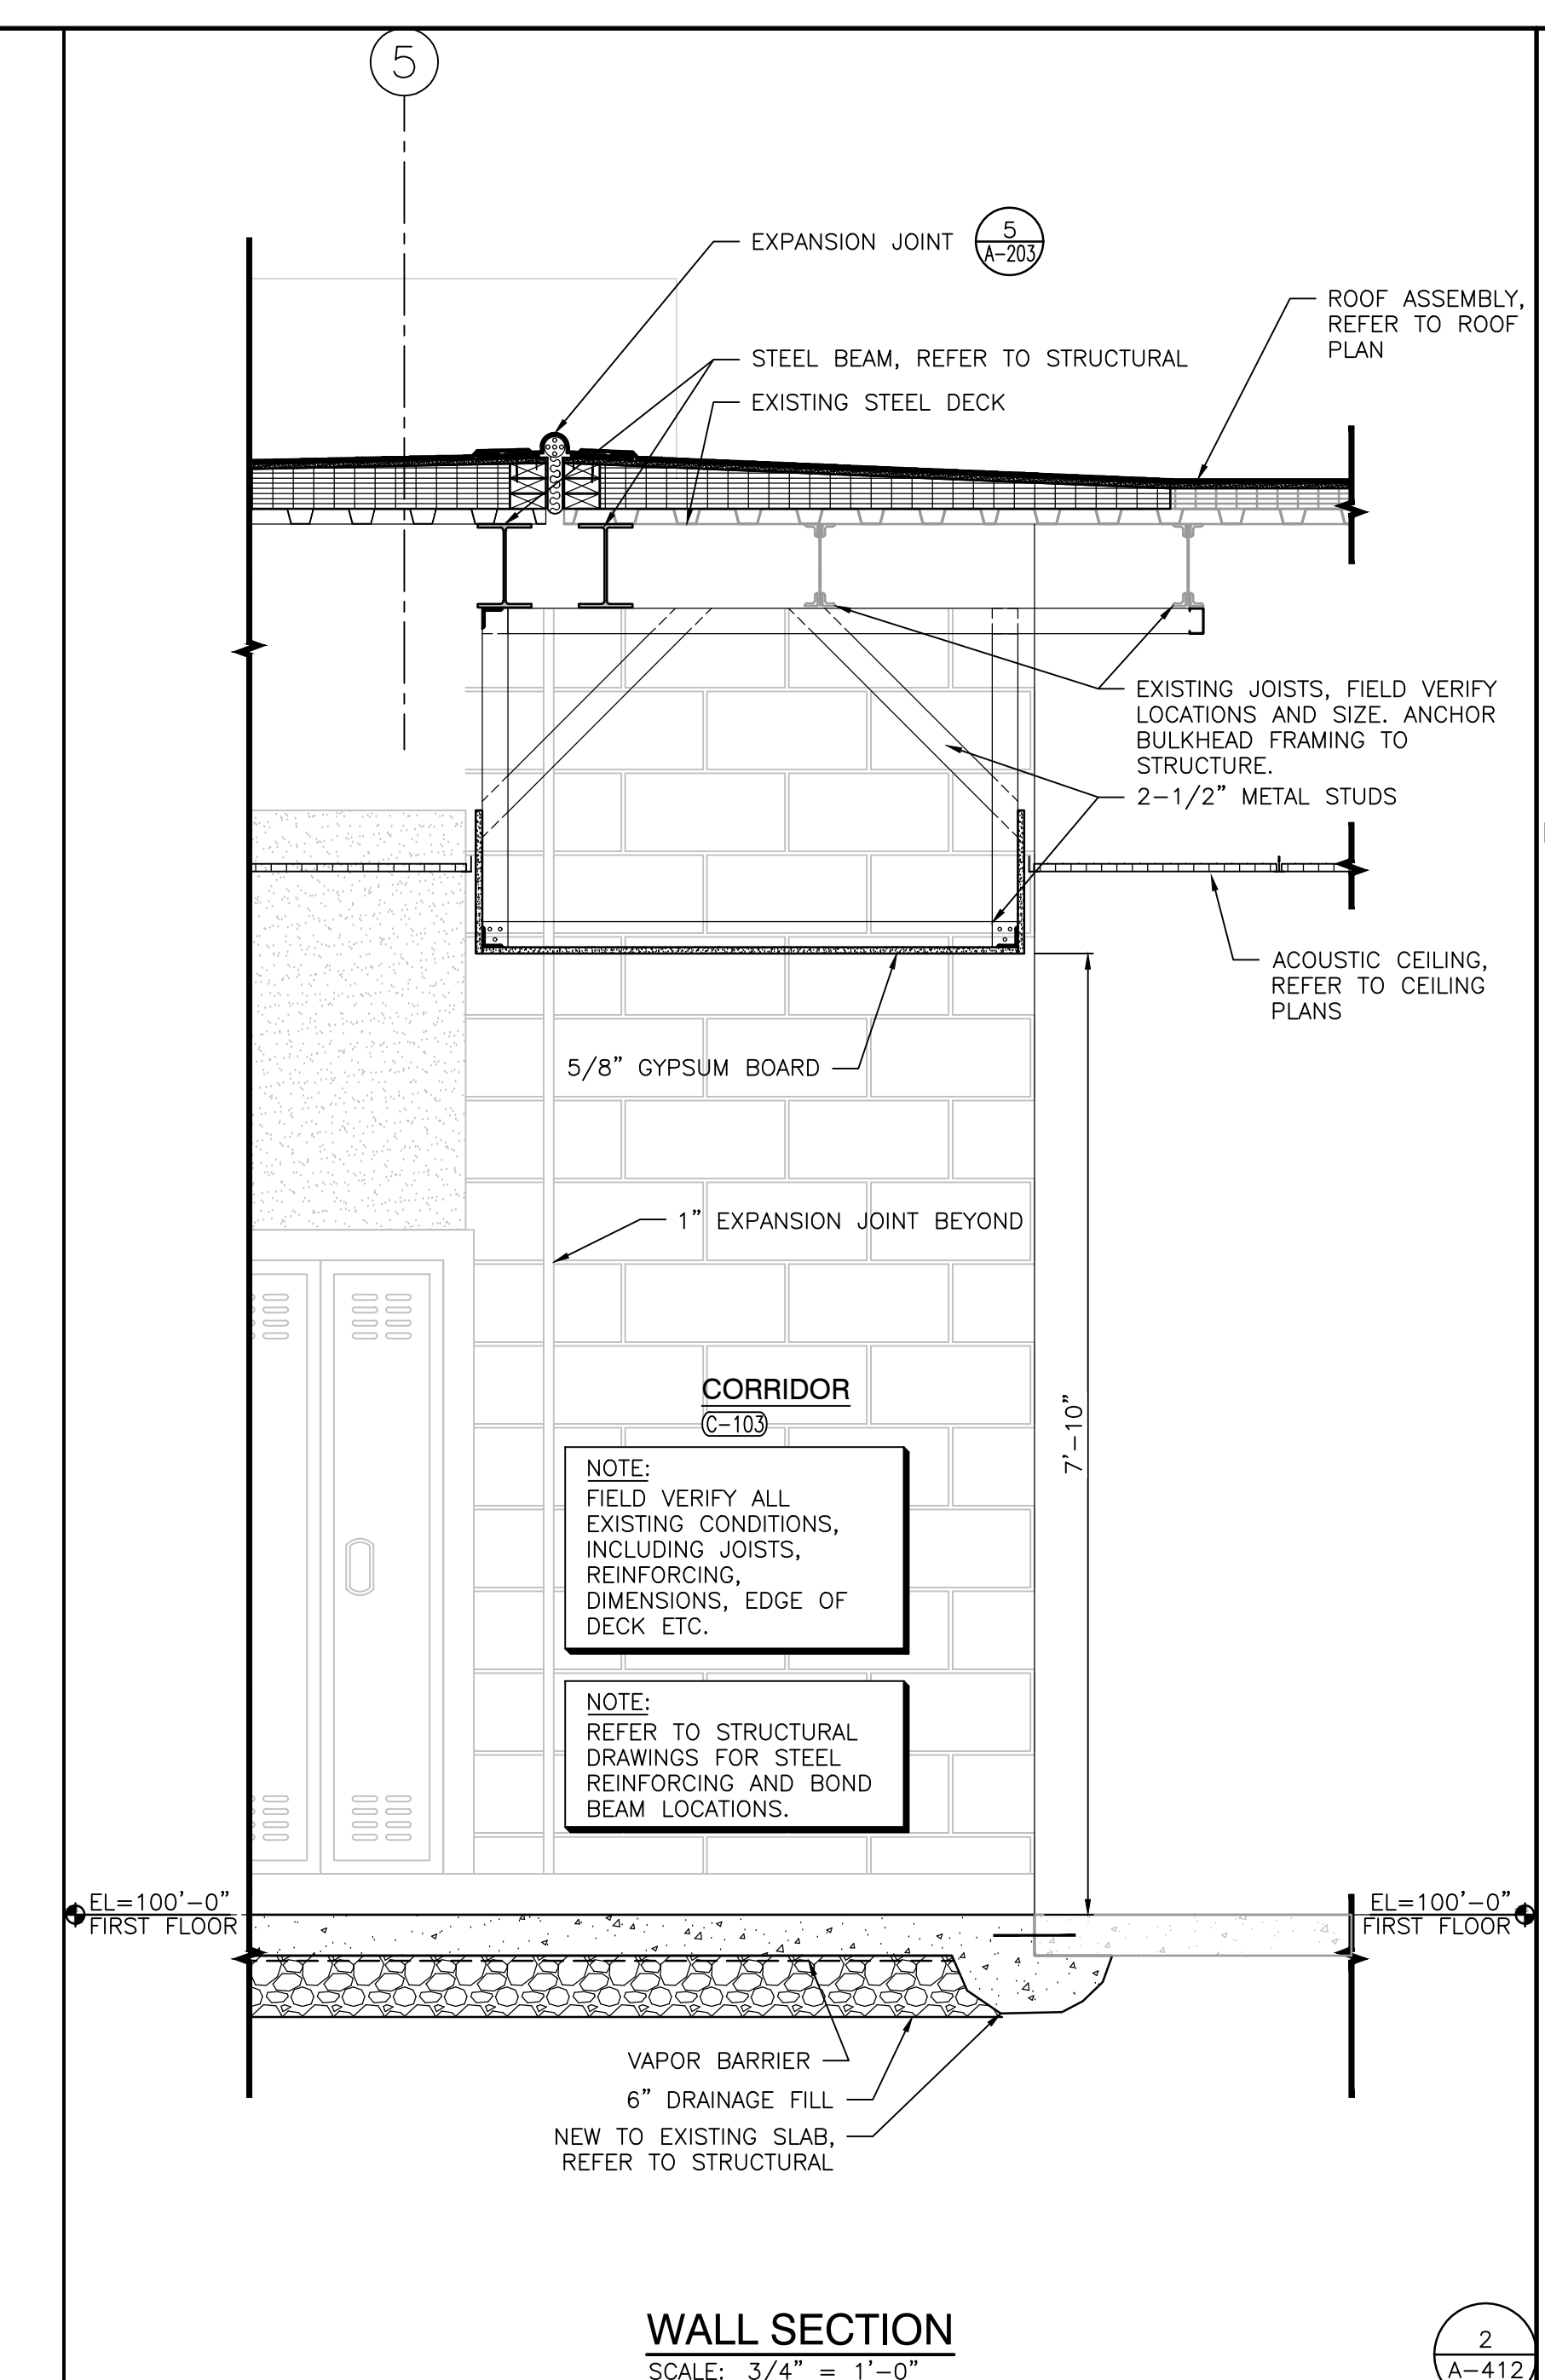 5
EXPANSION JOINT
5
A-203
ROOF ASSEMBLY,
REFER TO ROOF
PLAN
STEEL BEAM, REFER TO STRUCTURAL
EXISTING STEEL DECK
EXISTING JOISTS, FIELD VERIFY
LOCATIONS AND SIZE. ANCHOR
BULKHEAD FRAMING TO
STRUCTURE.
2-1/2" METAL STUDS
ACOUSTIC CEILING,
REFER TO CEILING
PLANS
5/8" GYPSUM BOARD
1" EXPANSION JOINT BEYOND
CORRIDOR
C-103
7'-10"
NOTE:
FIELD VERIFY ALL
EXISTING CONDITIONS,
INCLUDING JOISTS,
REINFORCING,
DIMENSIONS, EDGE OF
DECK ETC.
NOTE:
REFER TO STRUCTURAL
DRAWINGS FOR STEEL
REINFORCING AND BOND
BEAM LOCATIONS.
EL=100'-0"
FIRST FLOOR
EL=100'-0"
FIRST FLOOR
VAPOR BARRIER
6" DRAINAGE FILL
NEW TO EXISTING SLAB,
REFER TO STRUCTURAL
WALL SECTION
SCALE: 3/4" = 1'-0"
2
A-412